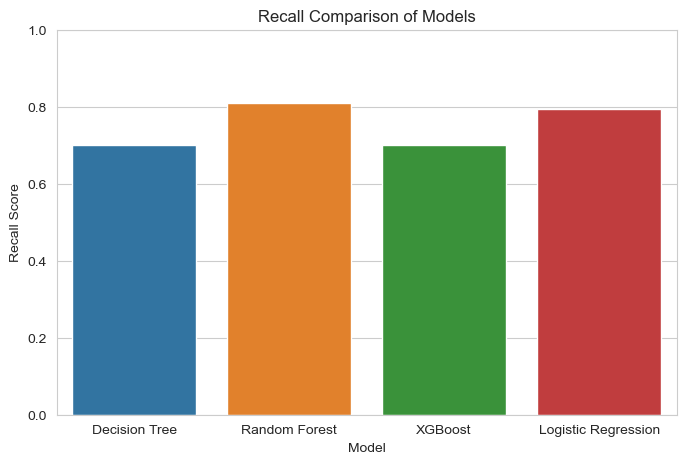 Recall Comparison of Models
1.0
0.8
0.6
0.4
0.2
0.0
Recall Score
Decision Tree
Random Forest
XGBoost
Logistic Regression
Model